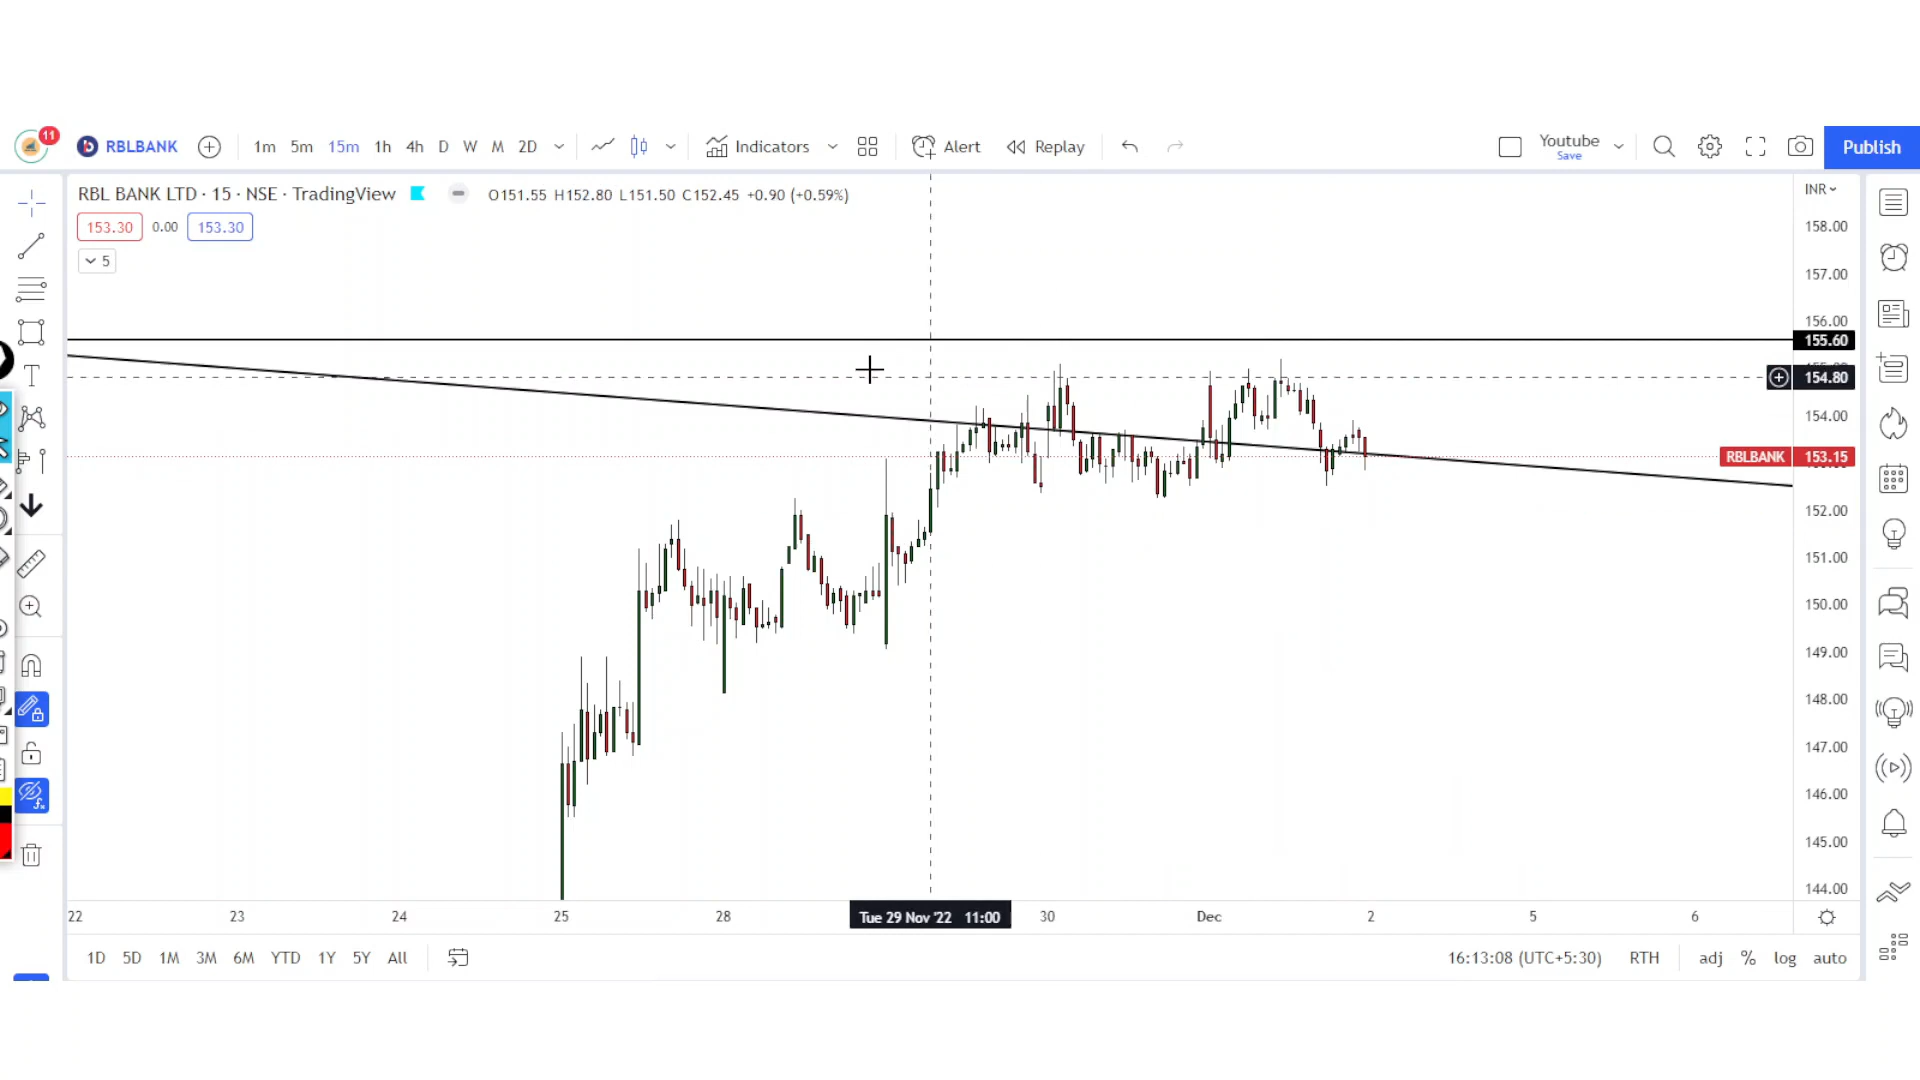 11 RBLBANK 1m 5m 15m 1h 4h D W M 2D Indicators Alert Replay Youtube Save Publish
RBL BANK LTD · 15 · NSE · TradingView O151.55 H152.80 L151.50 C152.45 +0.90 (+0.59%) INR
153.30 0.00 153.30
158.00
5
157.00
156.00
155.60
154.80
154.00
RBLBANK 153.15
152.00
151.00
150.00
149.00
148.00
147.00
146.00
145.00
144.00
22 23 24 25 28 Tue 29 Nov '22 11:00 30 Dec 2 5 6
1D 5D 1M 3M 6M YTD 1Y 5Y All 16:13:08 (UTC+5:30) RTH adj % log auto